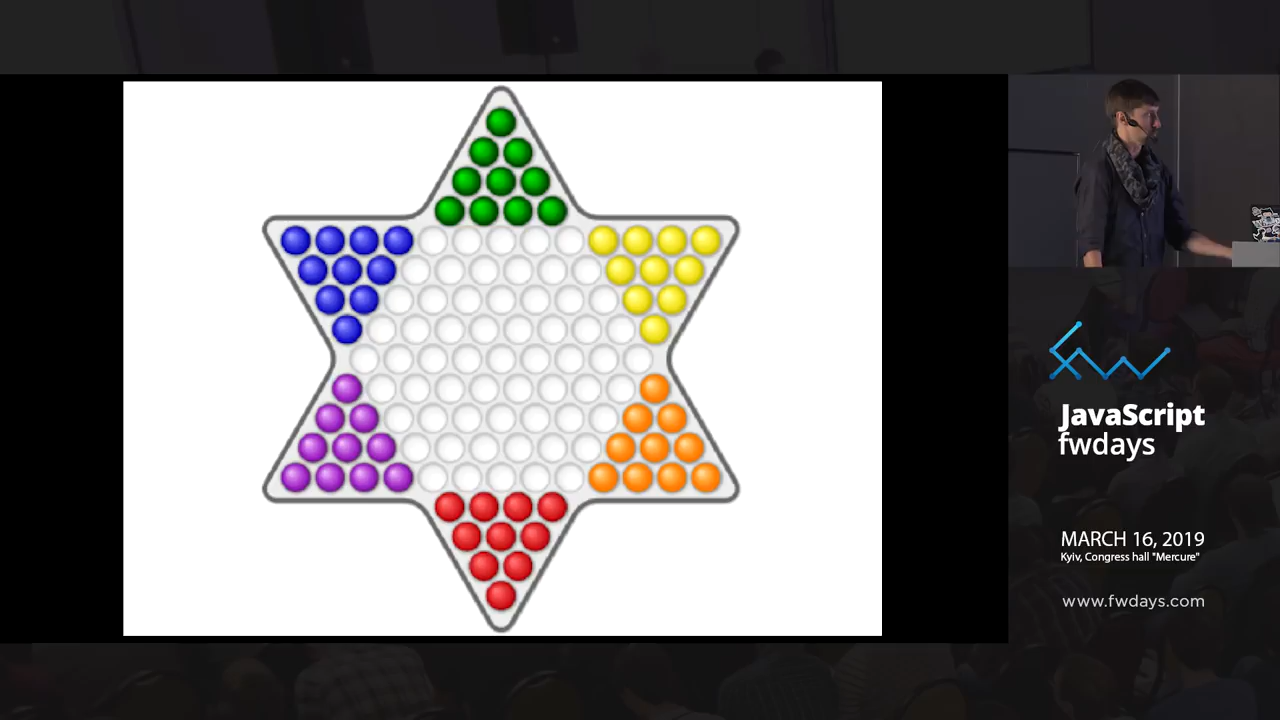 JavaScript
fwdays
MARCH 16, 2019
Kyiv, Congress hall "Mercure"
www.fwdays.com